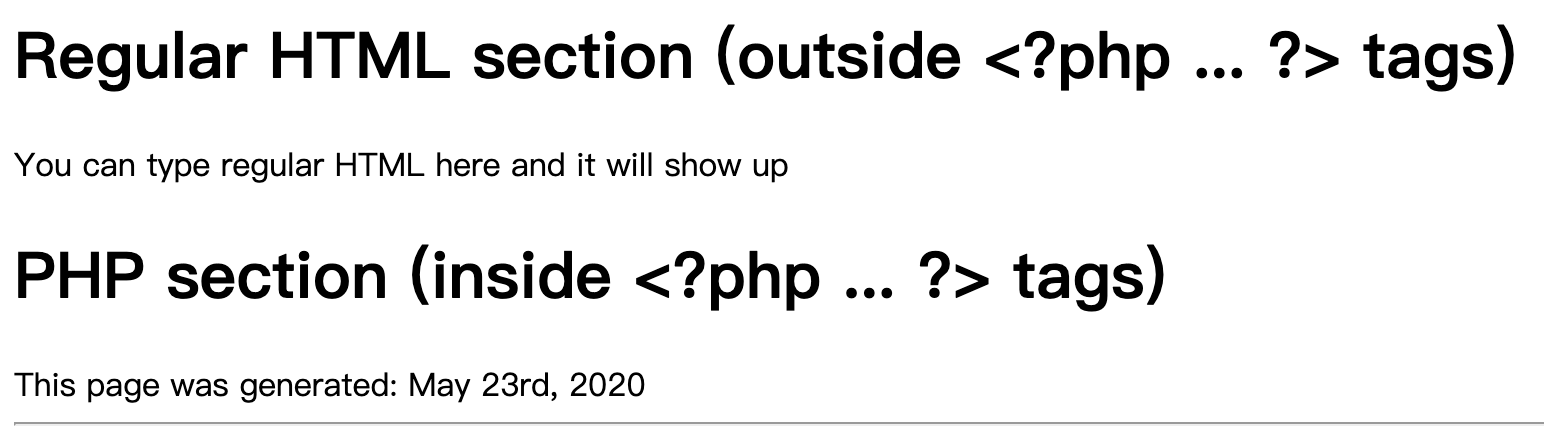 Regular HTML section (outside <?php ... ?> tags)
You can type regular HTML here and it will show up
PHP section (inside <?php ... ?> tags)
This page was generated: May 23rd, 2020